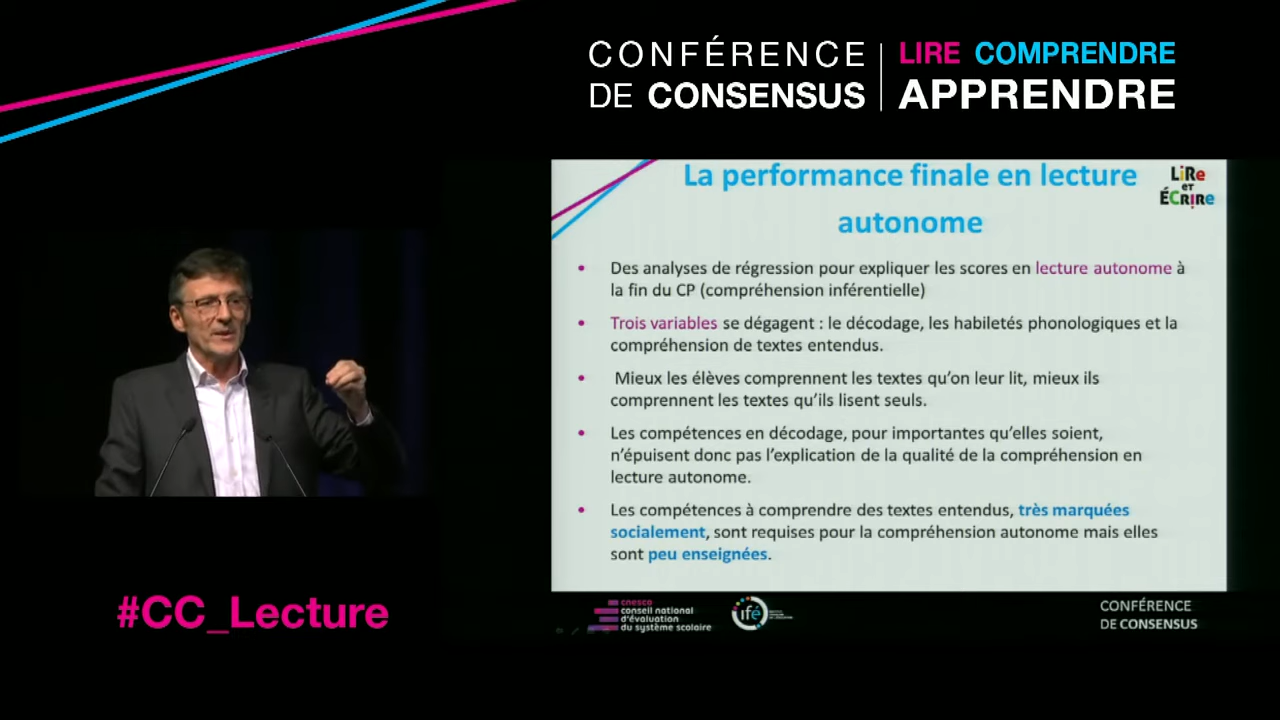 CONFÉRENCE
DE CONSENSUS
LIRE COMPRENDRE
APPRENDRE
La performance finale en lecture
autonome
LiRe
ET
ÉCrire
• Des analyses de régression pour expliquer les scores en lecture autonome à
la fin du CP (compréhension inférentielle)
• Trois variables se dégagent : le décodage, les habiletés phonologiques et la
compréhension de textes entendus.
• Mieux les élèves comprennent les textes qu'on leur lit, mieux ils
comprennent les textes qu'ils lisent seuls.
• Les compétences en décodage, pour importantes qu'elles soient,
n'épuisent donc pas l'explication de la qualité de la compréhension en
lecture autonome.
• Les compétences à comprendre des textes entendus, très marquées
socialement, sont requises pour la compréhension autonome mais elles
sont peu enseignées.
#CC_Lecture
cnesco
conseil national
d'évaluation
du système scolaire
ifé
CONFÉRENCE
DE CONSENSUS